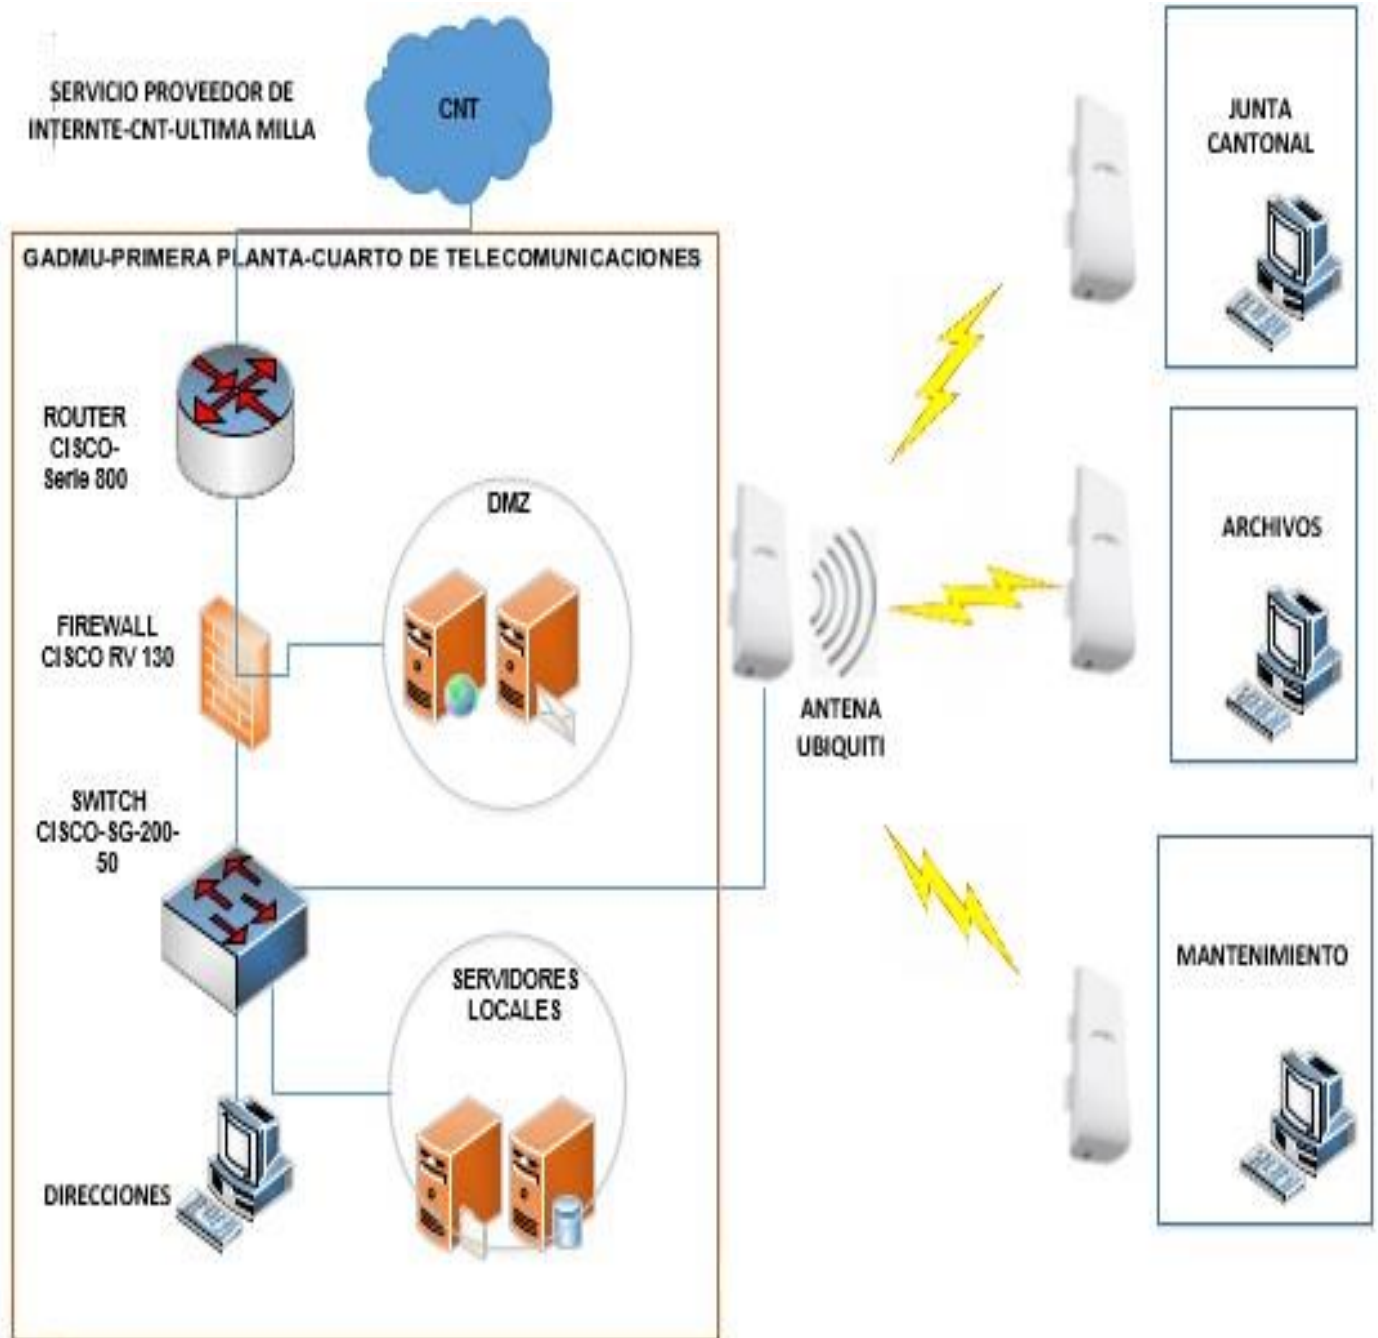 SERVICIO PROVEEDOR DE
INTERNTE-CNT-ULTIMA MILLA
CNT
GADMU-PRIMERA PLANTA-CUARTO DE TELECOMUNICACIONES
ROUTER
CISCO-
Serie 800
DMZ
FIREWALL
CISCO RV 130
SWITCH
CISCO-SG-200-
50
SERVIDORES
LOCALES
DIRECCIONES
ANTENA
UBIQUITI
JUNTA
CANTONAL
ARCHIVOS
MANTENIMIENTO